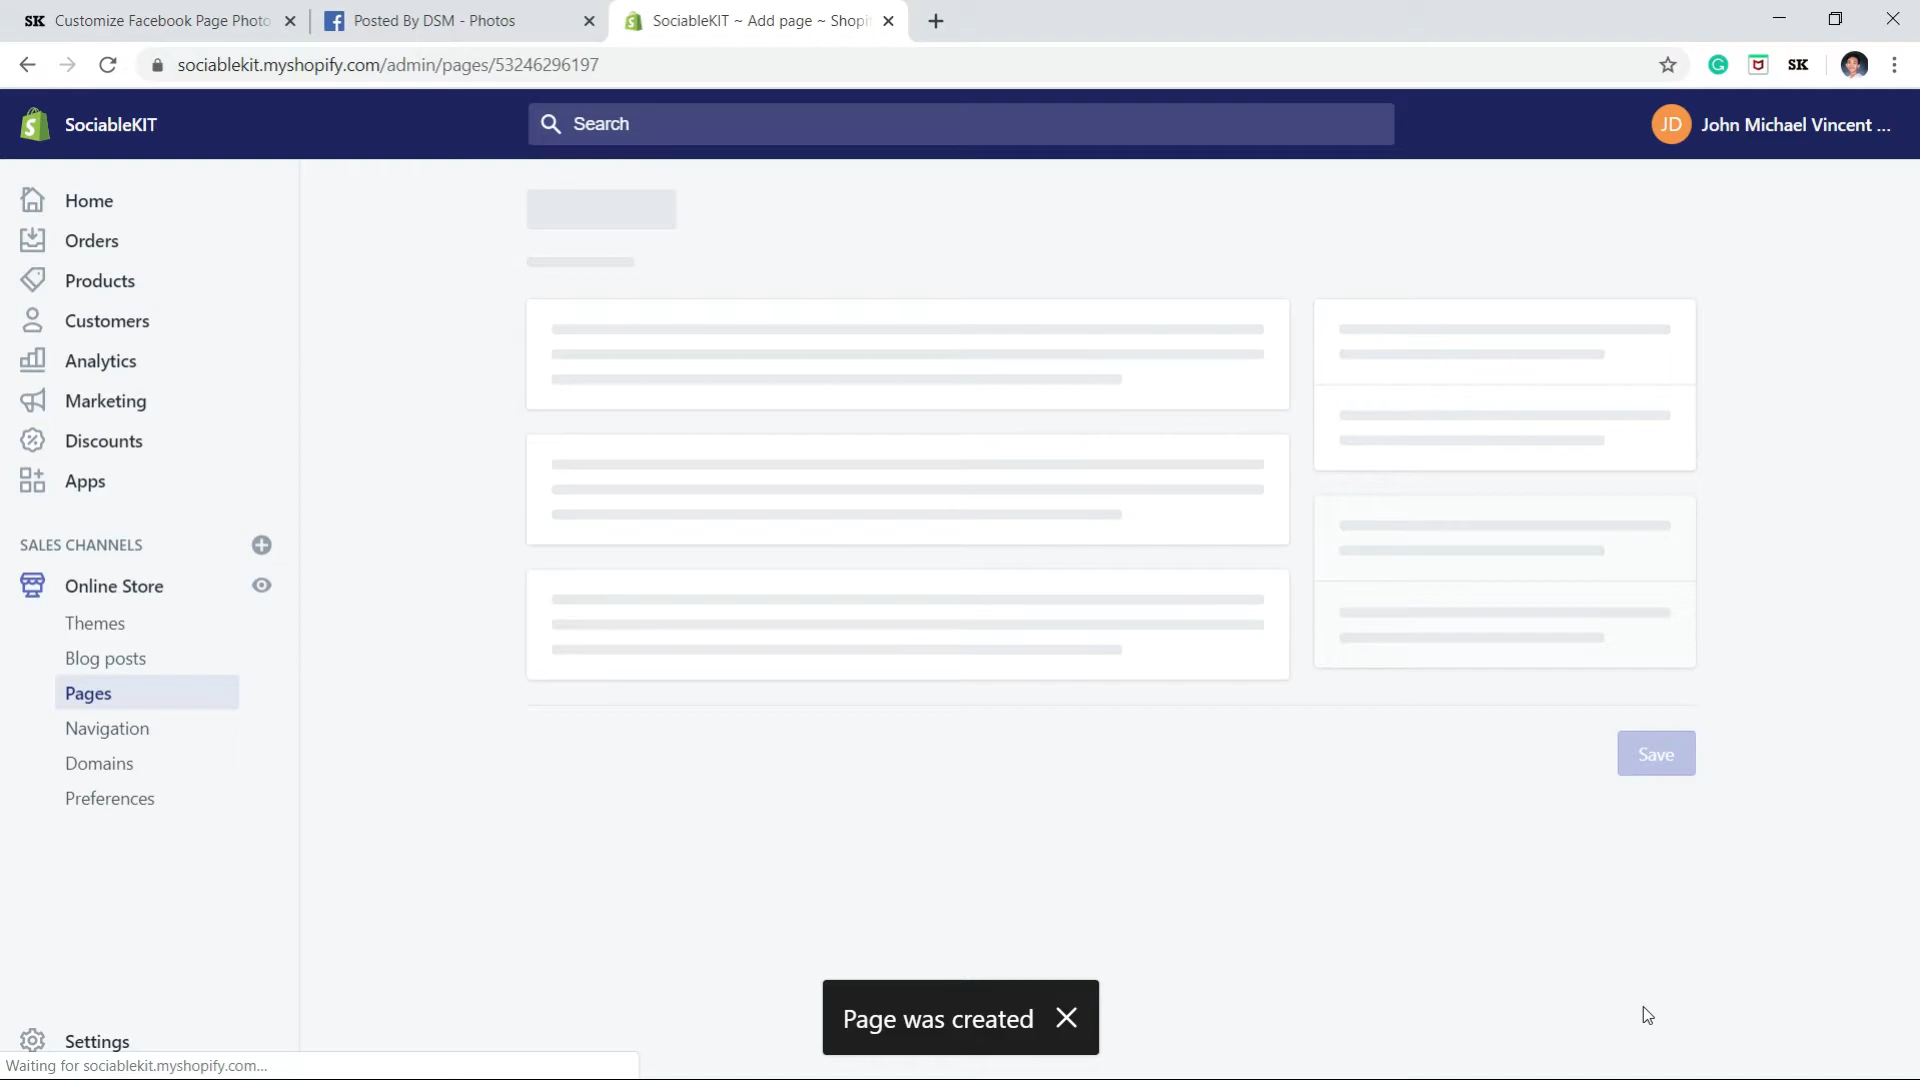 SK Customize Facebook Page Photo
Posted By DSM - Photos
SociableKIT ~ Add page ~ Shopi
sociablekit.myshopify.com/admin/pages/53246296197
SK
SociableKIT
Search
JD John Michael Vincent ...
Home
Orders
Products
Customers
Analytics
Marketing
Discounts
Apps
SALES CHANNELS
Online Store
Themes
Blog posts
Pages
Navigation
Domains
Preferences
Save
Page was created
Settings
Waiting for sociablekit.myshopify.com...